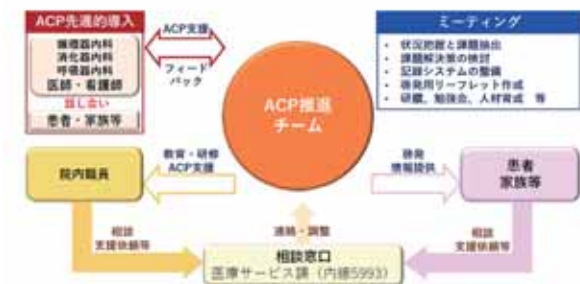 ACP先進的導入
循環器内科
消化器内科
呼吸器内科
医師・看護師
話し合い
患者・家族等
ACP支援
フィード
バック
ACP推進
チーム
ミーティング
• 状況把握と課題抽出
• 課題解決策の検討
• 記録システムの整備
• 啓発用リーフレット作成
• 研修、勉強会、人材育成 等
院内職員
教育・研修
ACP支援
啓発
情報提供
患者
家族等
相談
支援依頼等
連絡・調整
相談
支援依頼等
相談窓口
医療サービス課（内線5993）